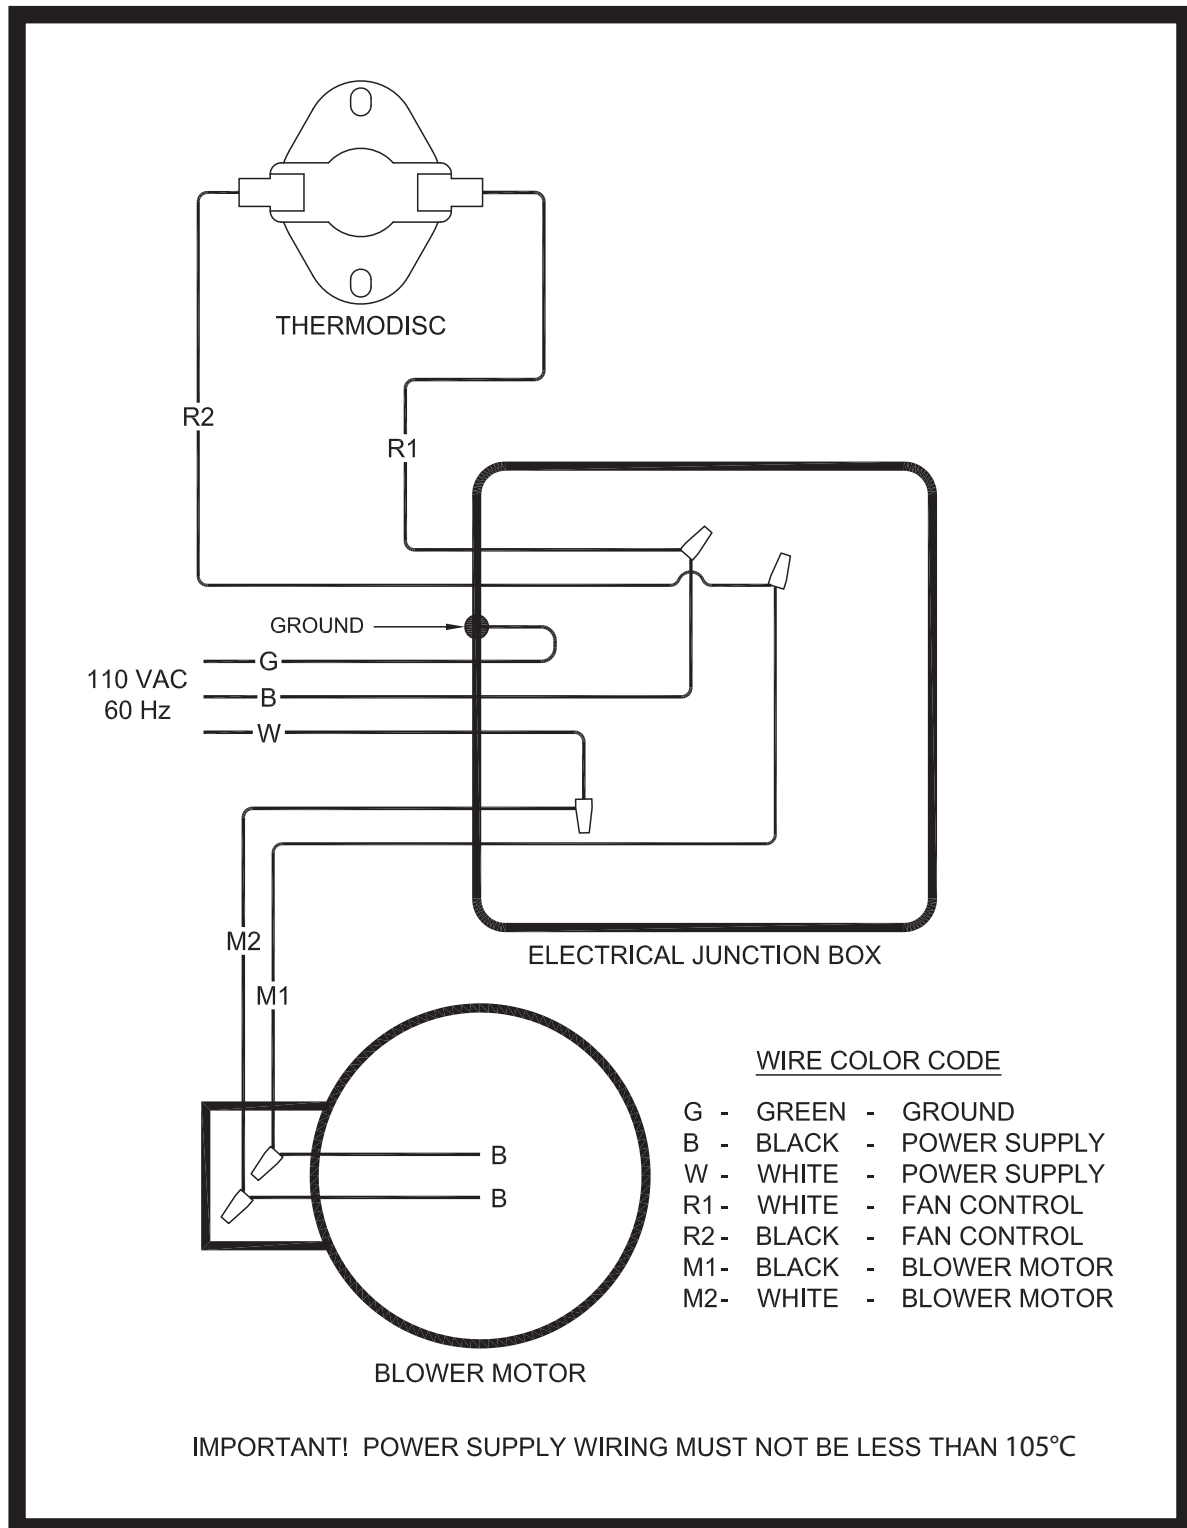 THERMODISC
R2
R1
GROUND
G
110 VAC
60 Hz
B
W
M2
ELECTRICAL JUNCTION BOX
M1
WIRE COLOR CODE
G - GREEN - GROUND
B - BLACK - POWER SUPPLY
W - WHITE - POWER SUPPLY
R1- WHITE - FAN CONTROL
R2- BLACK - FAN CONTROL
M1- BLACK - BLOWER MOTOR
M2- WHITE - BLOWER MOTOR
B
B
BLOWER MOTOR
IMPORTANT! POWER SUPPLY WIRING MUST NOT BE LESS THAN 105°C